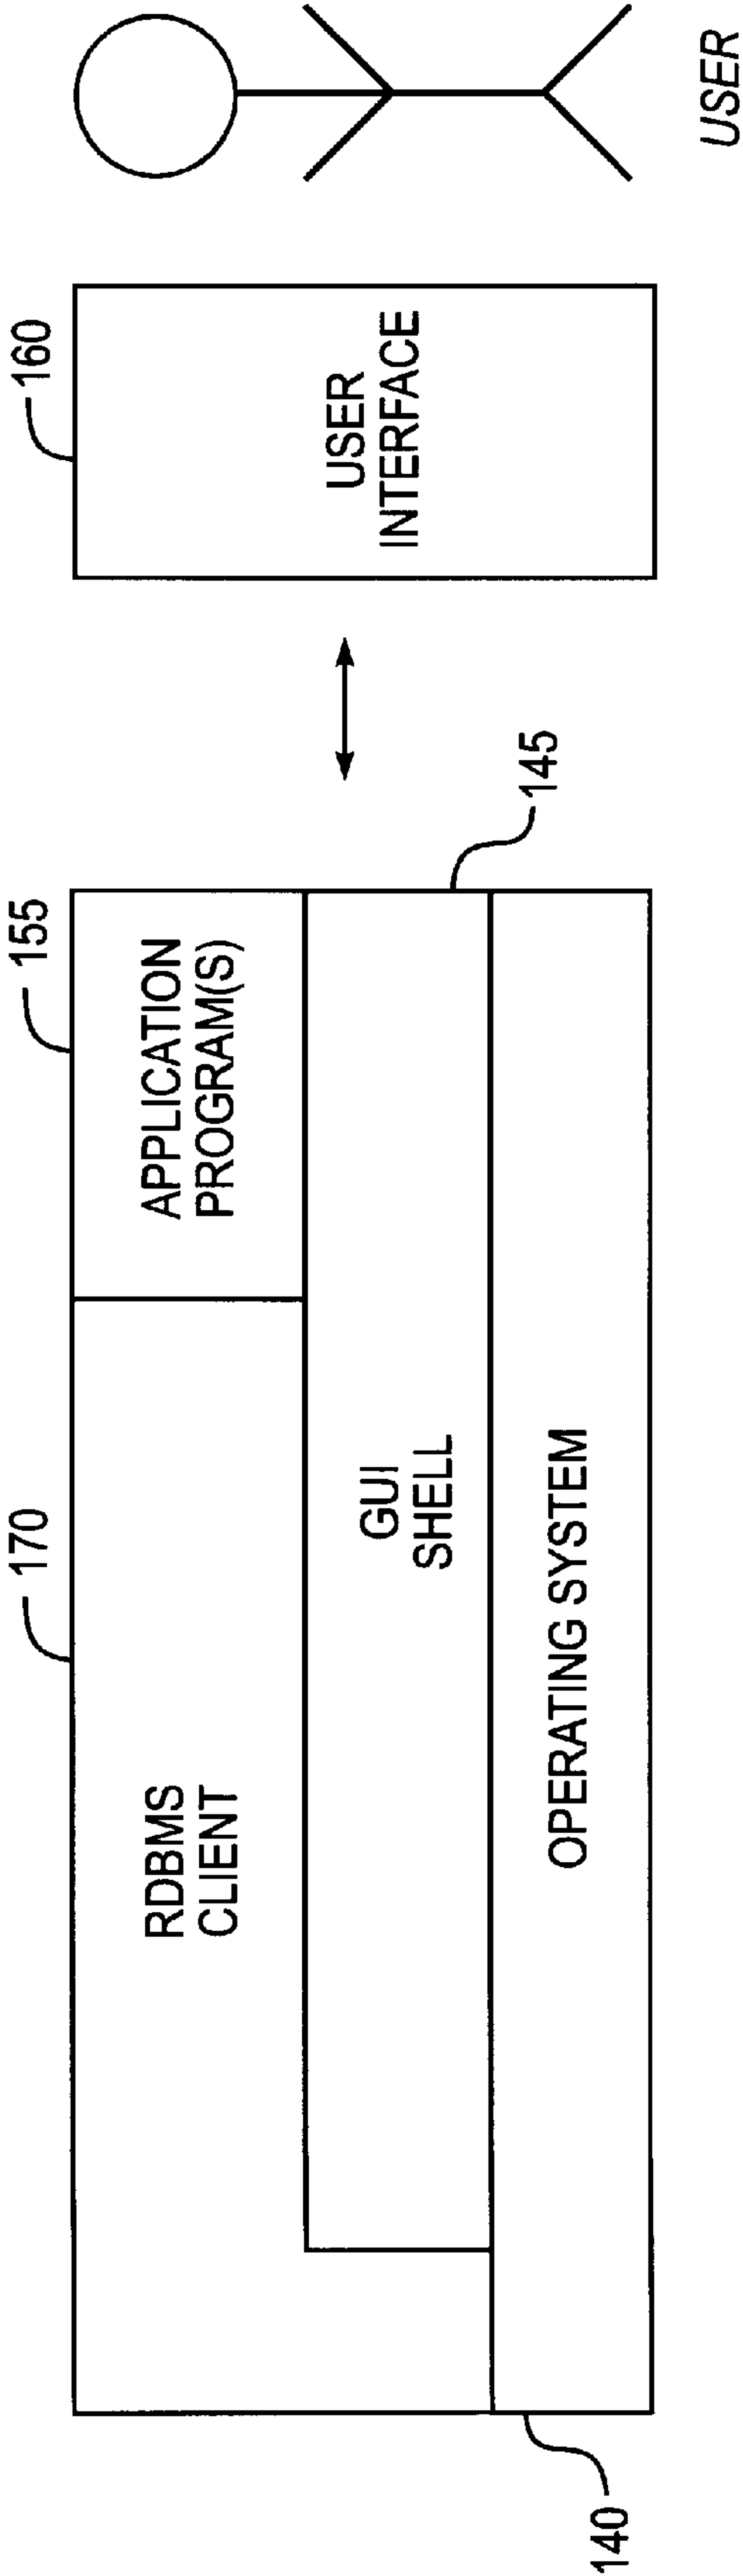 170
155
160
RDBMS
CLIENT
APPLICATION
PROGRAM(S)
USER
INTERFACE
GUI
SHELL
145
OPERATING SYSTEM
140
USER